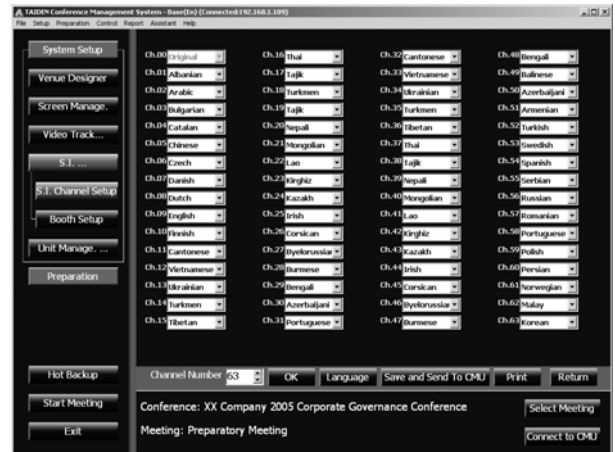 TAIDEN Conference Management System - Base(En) (Connected:192.168.1.109)
File Setup Preparation Control Report Assistant Help
System Setup
Venue Designer
Screen Manage.
Video Track...
S.I. ...
S.I. Channel Setup
Booth Setup
Unit Manage. ...
Preparation
Hot Backup
Start Meeting
Exit
Ch.00 Original
Ch.01 Albanian
Ch.02 Arabic
Ch.03 Bulgarian
Ch.04 Catalan
Ch.05 Chinese
Ch.06 Czech
Ch.07 Danish
Ch.08 Dutch
Ch.09 English
Ch.10 Finnish
Ch.11 Cantonese
Ch.12 Vietnamese
Ch.13 Ukrainian
Ch.14 Turkmen
Ch.15 Tibetan
Ch.16 Thai
Ch.17 Tajik
Ch.18 Turkmen
Ch.19 Tajik
Ch.20 Nepali
Ch.21 Mongolian
Ch.22 Lao
Ch.23 Kirghiz
Ch.24 Kazakh
Ch.25 Irish
Ch.26 Corsican
Ch.27 Byelorussiar
Ch.28 Burmese
Ch.29 Bengali
Ch.30 Azerbaijani
Ch.31 Portuguese
Ch.32 Cantonese
Ch.33 Vietnamese
Ch.34 Ukrainian
Ch.35 Turkmen
Ch.36 Tibetan
Ch.37 Thai
Ch.38 Tajik
Ch.39 Nepali
Ch.40 Mongolian
Ch.41 Lao
Ch.42 Kirghiz
Ch.43 Kazakh
Ch.44 Irish
Ch.45 Corsican
Ch.46 Byelorussiar
Ch.47 Burmese
Ch.48 Bengali
Ch.49 Balinese
Ch.50 Azerbaijani
Ch.51 Armenian
Ch.52 Turkish
Ch.53 Swedish
Ch.54 Spanish
Ch.55 Serbian
Ch.56 Russian
Ch.57 Romanian
Ch.58 Portuguese
Ch.59 Polish
Ch.60 Persian
Ch.61 Norwegian
Ch.62 Malay
Ch.63 Korean
Channel Number 63 OK Language Save and Send To CMU Print Return
Conference: XX Company 2005 Corporate Governance Conference
Select Meeting
Meeting: Preparatory Meeting
Connect to CMU